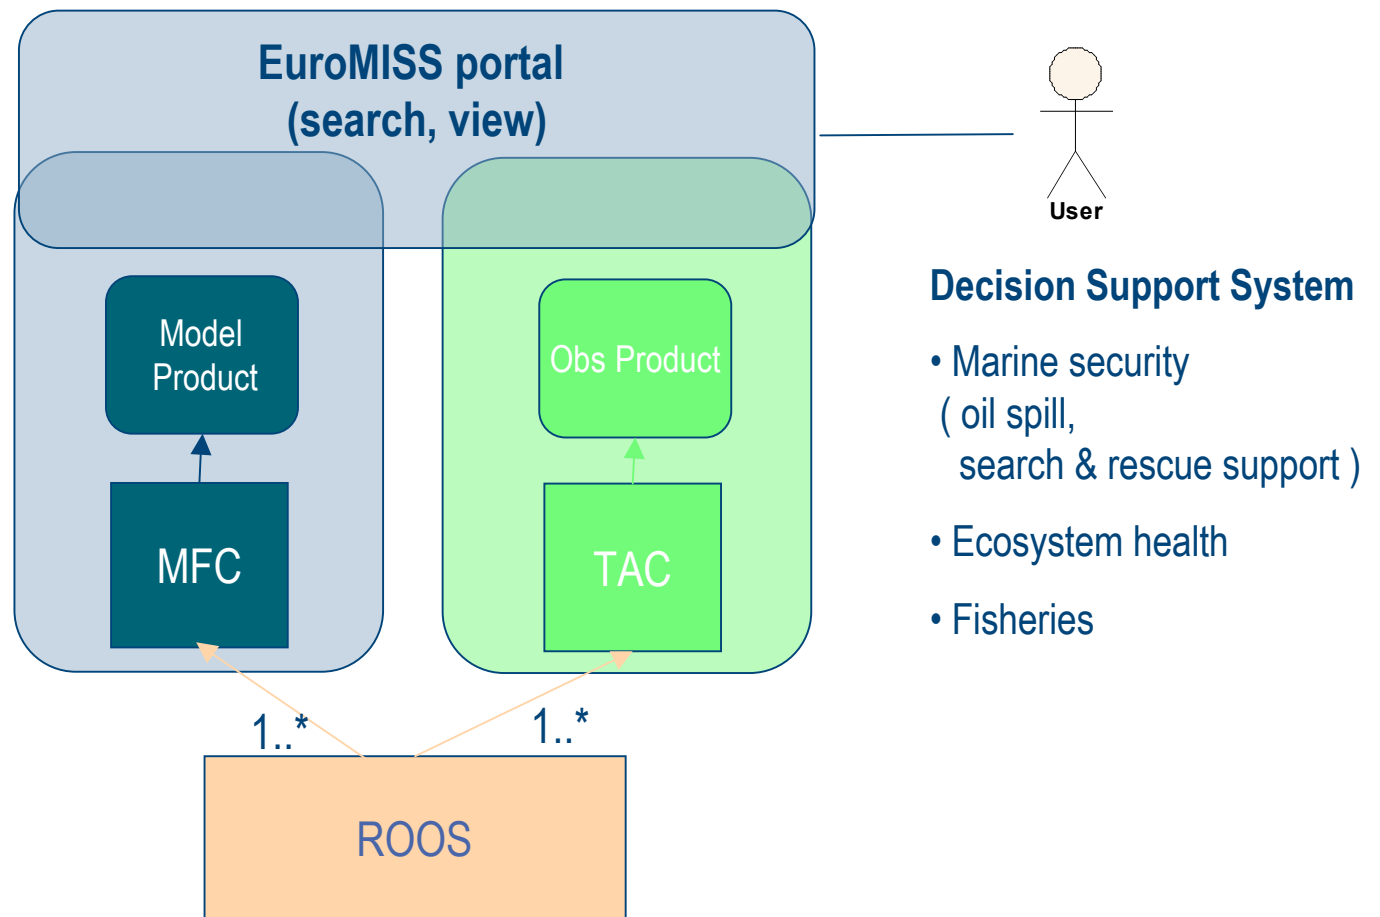 EuroMISS portal
(search, view)
User
Model
Product
Obs Product
MFC
TAC
1..*
1..*
ROOS
Decision Support System
• Marine security
( oil spill,
search & rescue support )
• Ecosystem health
• Fisheries